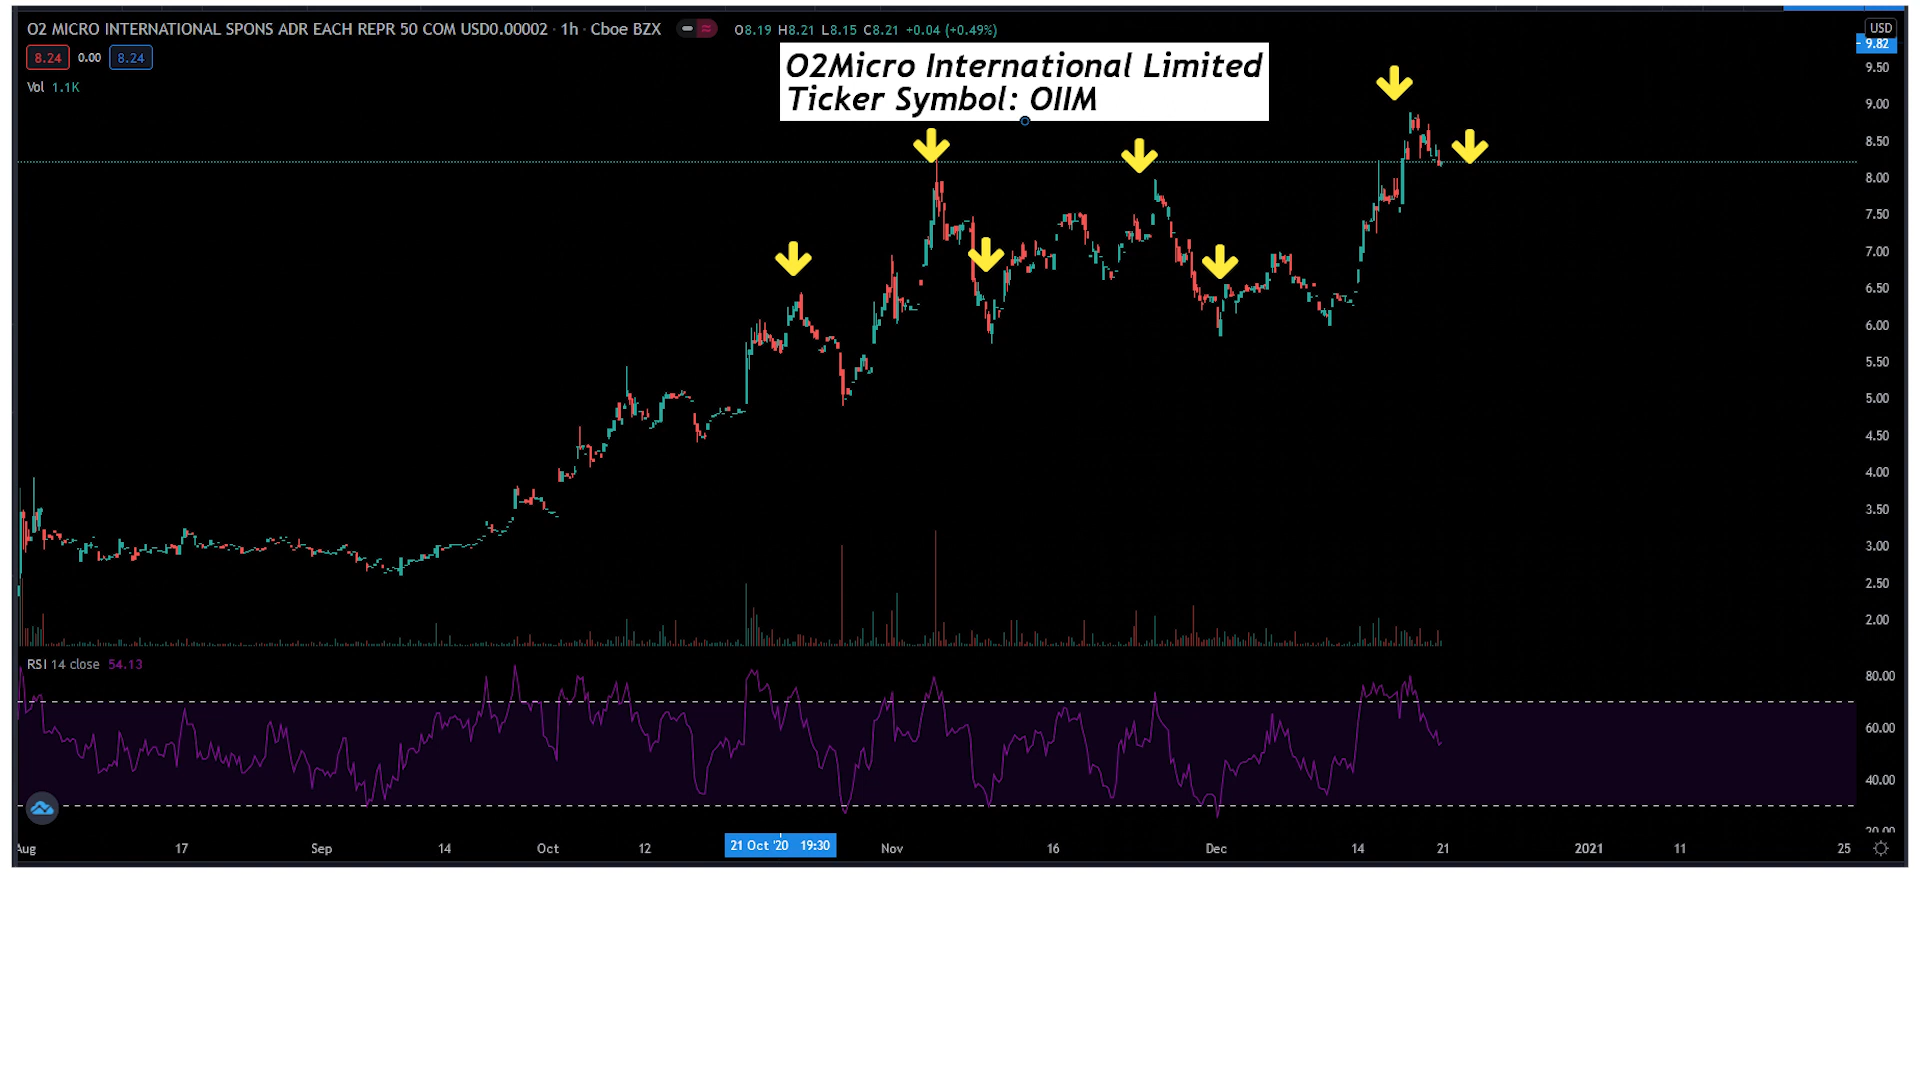 O2 MICRO INTERNATIONAL SPONS ADR EACH REPR 50 COM USD0.00002 · 1h · Cboe BZX O8.19 H8.21 L8.15 C8.21 +0.04 (+0.49%)
USD
9.82
8.24 0.00 8.24
Vol 1.1K
O2Micro International Limited
Ticker Symbol: OIIM
9.50
9.00
8.50
8.00
7.50
7.00
6.50
6.00
5.50
5.00
4.50
4.00
3.50
3.00
2.50
2.00
RSI 14 close 54.13
80.00
60.00
40.00
20.00
Aug 17 Sep 14 Oct 12 21 Oct '20 19:30 Nov 16 Dec 14 21 2021 11 25